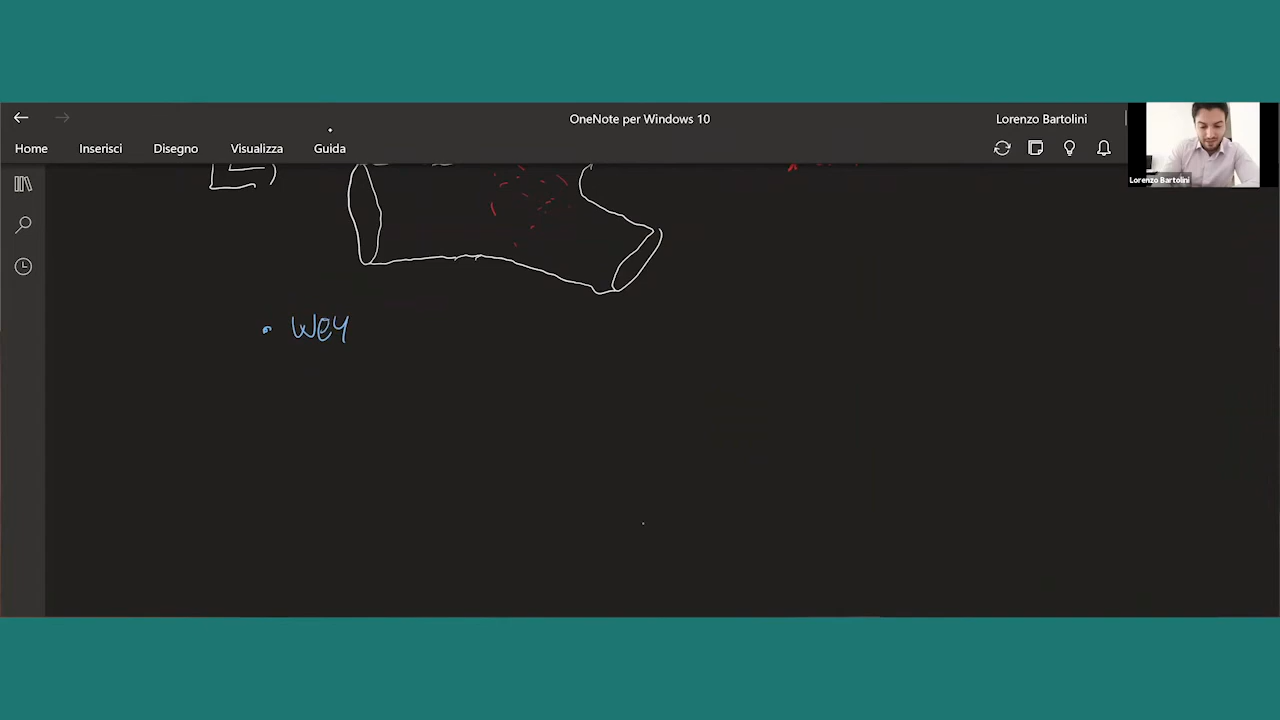 OneNote per Windows 10
Lorenzo Bartolini
Home Inserisci Disegno Visualizza Guida
Lorenzo Bartolini
• Wey